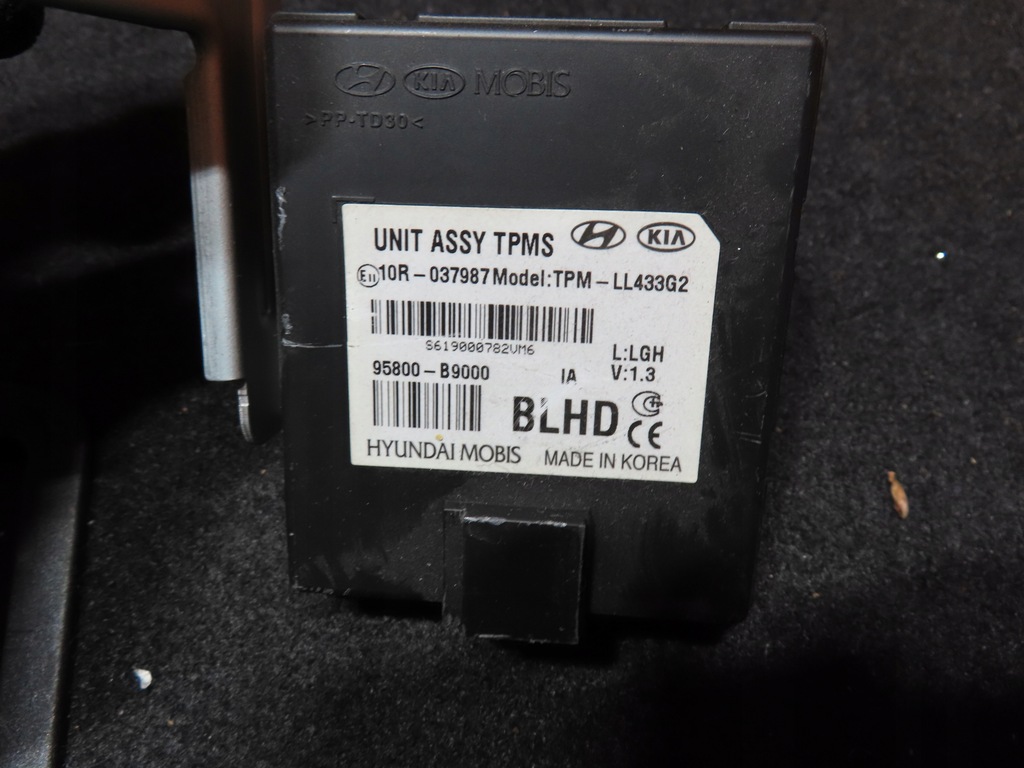 KIA MOBIS
>PP-TD30<
UNIT ASSY TPMS KIA
E11 10R-037987 Model:TPM-LL433G2
S619000782VM6
L:LGH
95800-B9000 IA V:1.3
BLHD CE
HYUNDAI MOBIS MADE IN KOREA